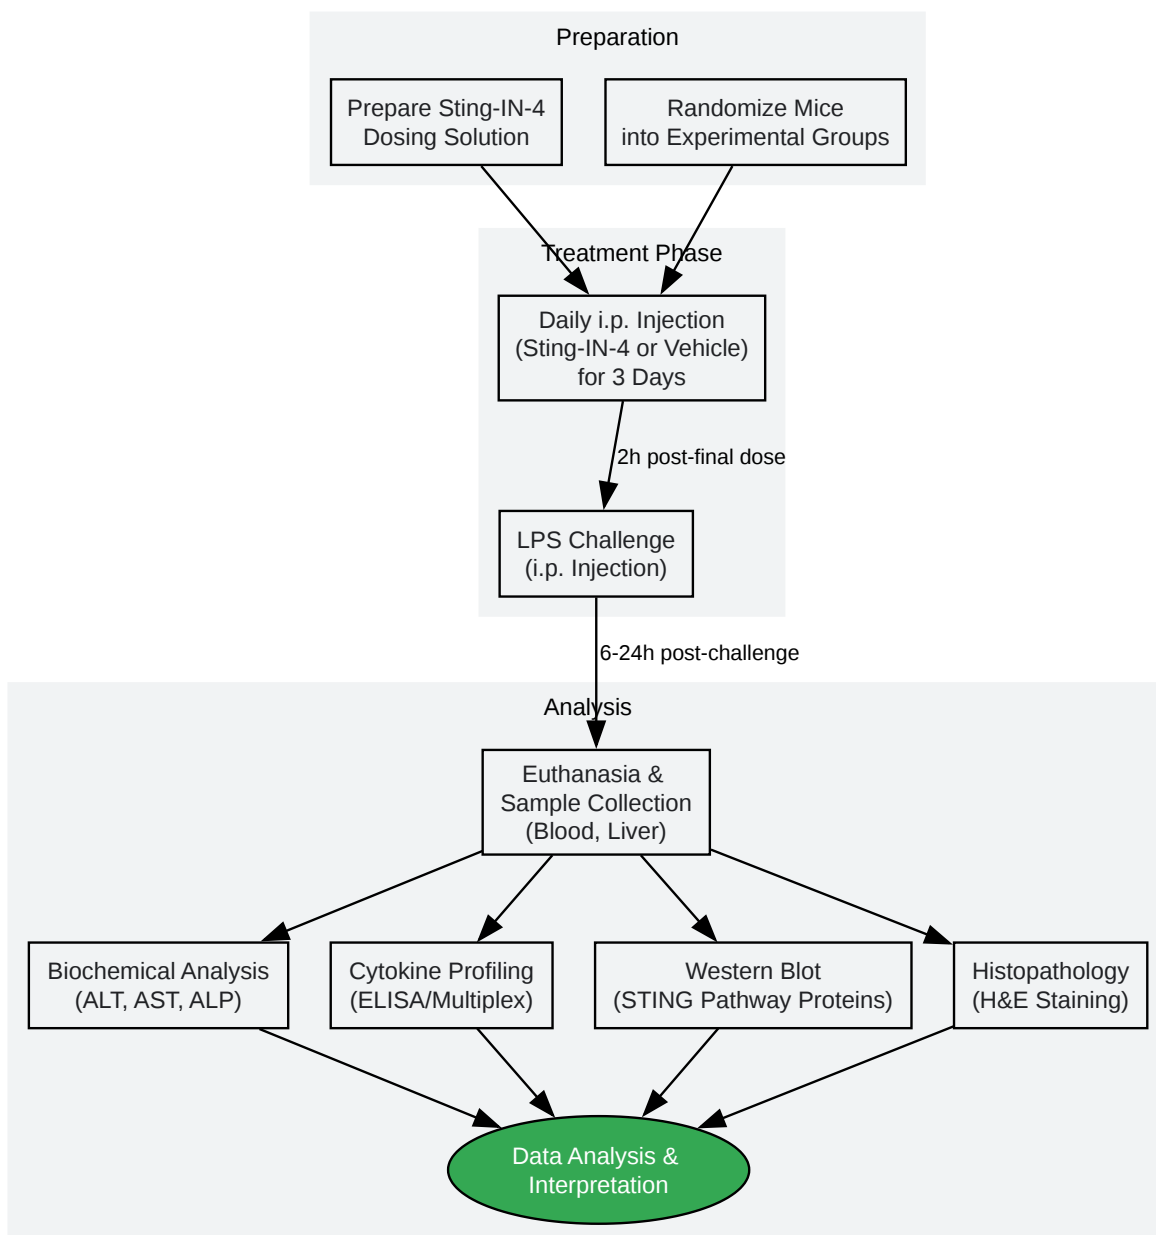 Preparation
Prepare Sting-IN-4
Dosing Solution
Randomize Mice
into Experimental Groups
Treatment Phase
Daily i.p. Injection
(Sting-IN-4 or Vehicle)
for 3 Days
2h post-final dose
LPS Challenge
(i.p. Injection)
6-24h post-challenge
Analysis
Euthanasia &
Sample Collection
(Blood, Liver)
Biochemical Analysis
(ALT, AST, ALP)
Cytokine Profiling
(ELISA/Multiplex)
Western Blot
(STING Pathway Proteins)
Histopathology
(H&E Staining)
Data Analysis &
Interpretation